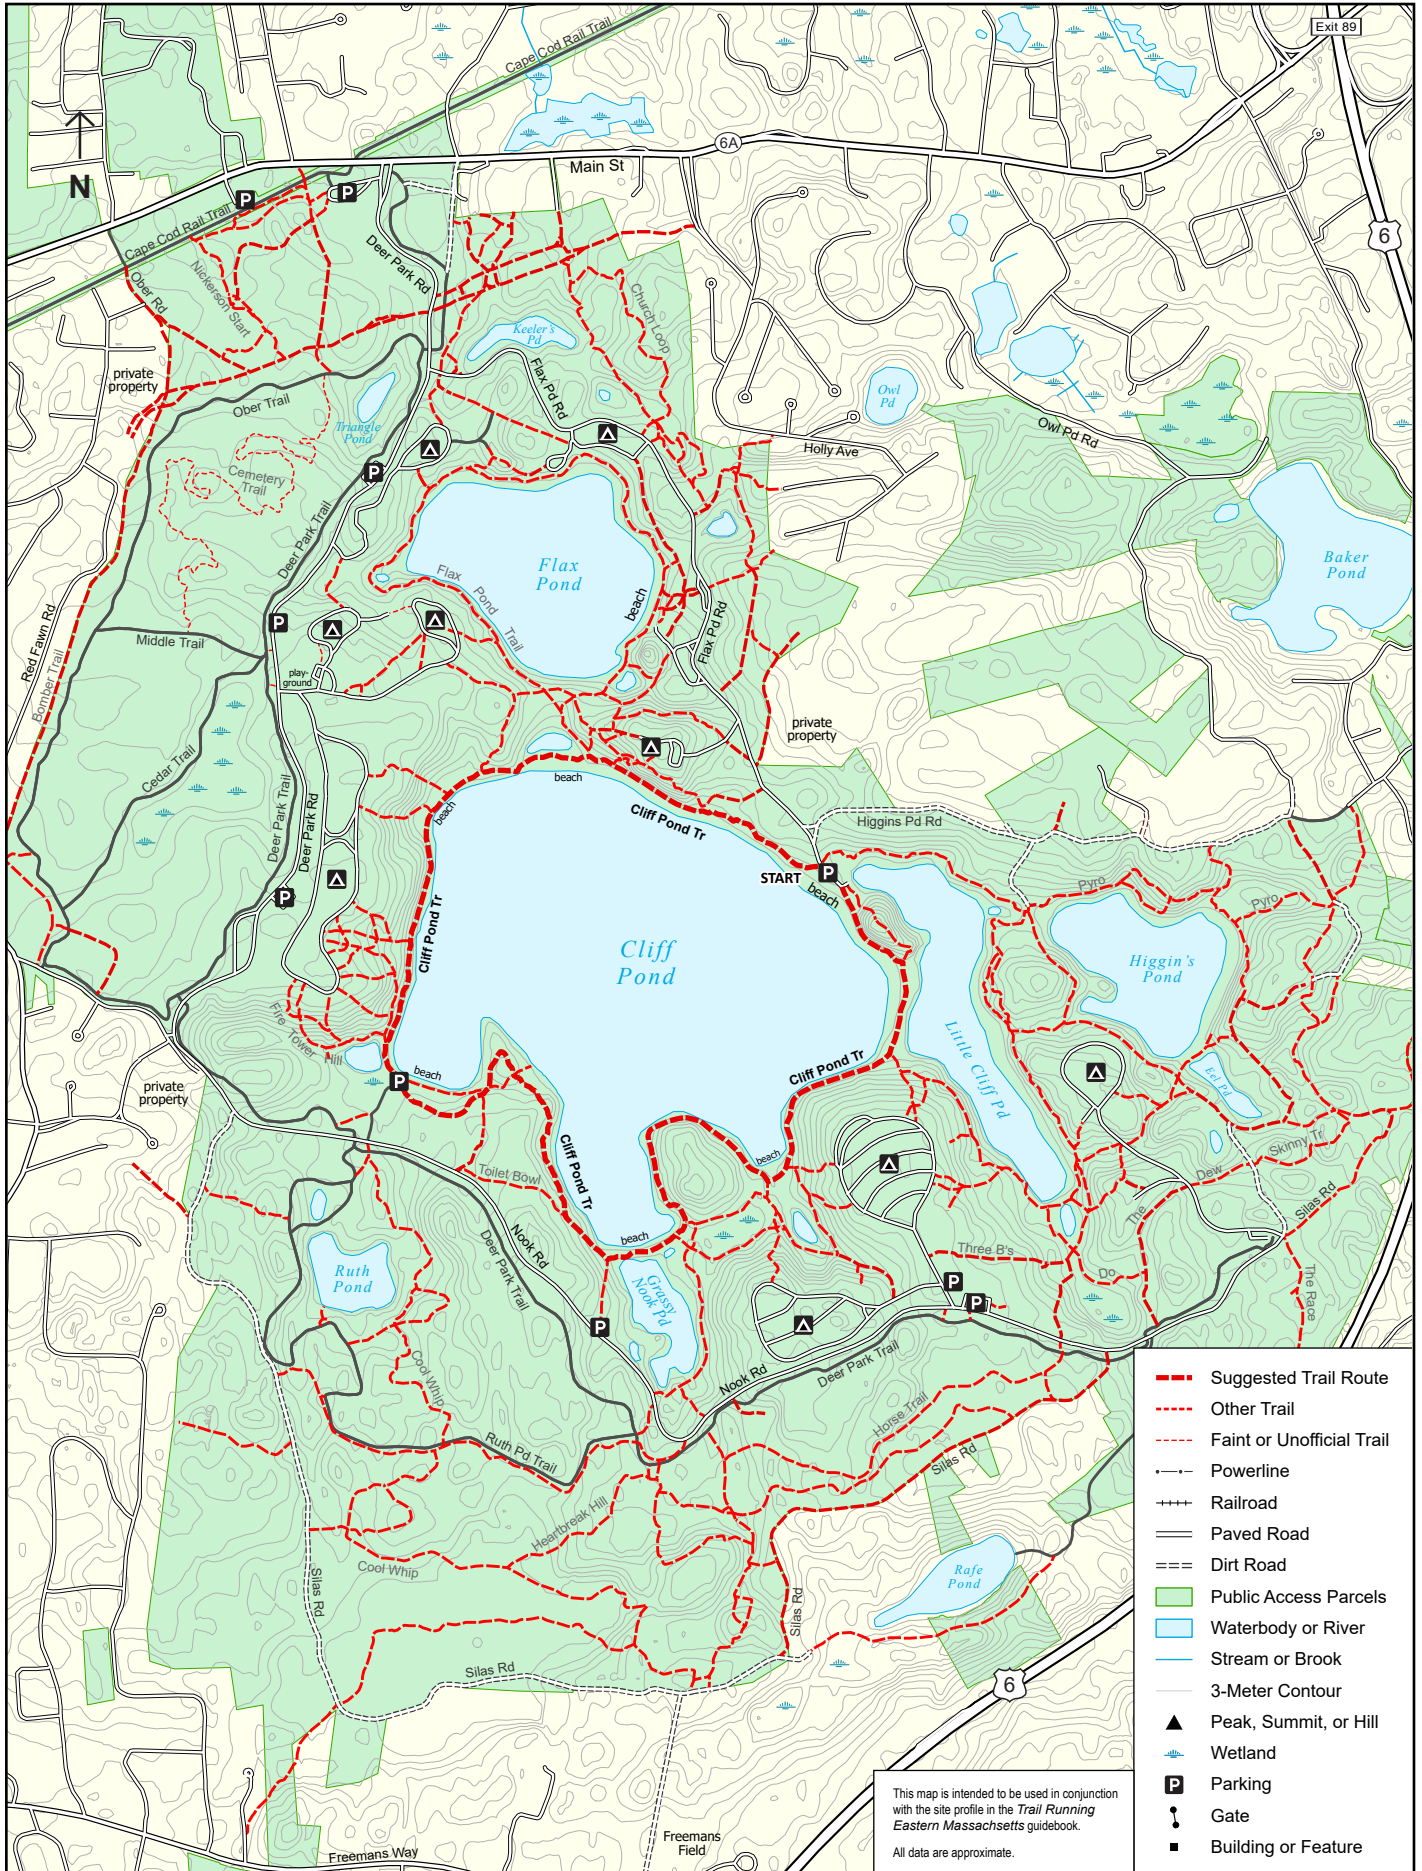 Exit 89
Cape Cod Rail Trail
6A
Main St
N
P
P
6
Cape Cod Rail Trail
Deer Park Rd
Ober Rd
Nickerson Start
Church Loop
Keeler's
Pd
private
property
Flax Pd Rd
Owl
Pd
Ober Trail
Triangle
Pond
Owl Pd Rd
Holly Ave
Cemetery
Trail
P
Deer Park Trail
Flax
Pond
Baker
Pond
Flax Pond Trail
beach
Red Fawn Rd
Bomber Trail
P
Middle Trail
Flax Pd Rd
play-
ground
private
property
Cedar Trail
beach
beach
Cliff Pond Tr
Deer Park Trail
Deer Park Rd
Higgins Pd Rd
START
P
beach
Pyro
Pyro
P
Cliff Pond Tr
Cliff
Pond
Higgin's
Pond
Fire Tower Hill
Little Cliff Pd
beach
P
Cliff Pond Tr
Eel Pd
private
property
Cliff Pond Tr
beach
Skinny Tr
Dew
The
Toilet Bowl
Silas Rd
Nook Rd
Deer Park Trail
beach
Three B's
Do
The Race
Ruth
Pond
Grassy
Nook Pd
P
P
P
Cool Whip
Nook Rd
Deer Park Trail
Horse Trail
Ruth Pd Trail
Silas Rd
Heartbreak Hill
Cool Whip
Rafe
Pond
Silas Rd
Silas Rd
Silas Rd
6
Freemans
Field
Freemans Way
Suggested Trail Route
Other Trail
Faint or Unofficial Trail
Powerline
Railroad
Paved Road
Dirt Road
Public Access Parcels
Waterbody or River
Stream or Brook
3-Meter Contour
Peak, Summit, or Hill
Wetland
P Parking
Gate
Building or Feature
This map is intended to be used in conjunction
with the site profile in the Trail Running
Eastern Massachsetts guidebook.
All data are approximate.